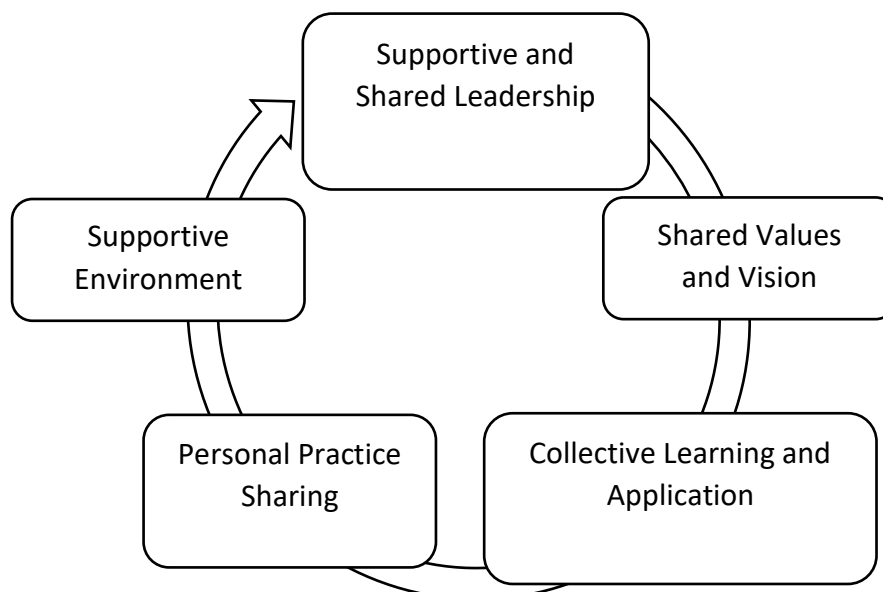 Supportive and
Shared Leadership
Shared Values
and Vision
Collective Learning and
Application
Personal Practice
Sharing
Supportive
Environment